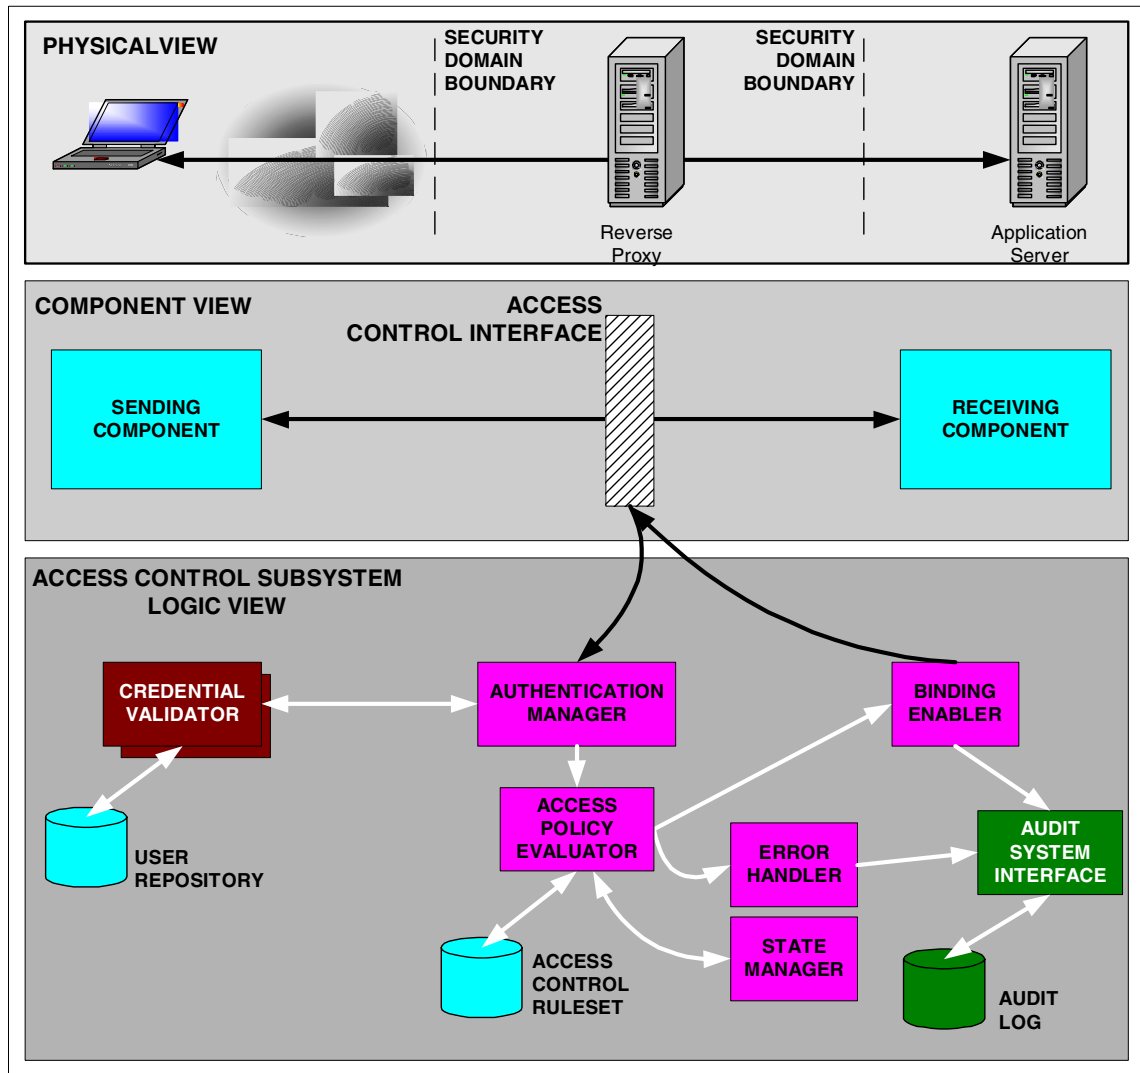 PHYSICALVIEW
SECURITY
DOMAIN
BOUNDARY
SECURITY
DOMAIN
BOUNDARY
Reverse
Proxy
Application
Server
COMPONENT VIEW
ACCESS
CONTROL INTERFACE
SENDING
COMPONENT
RECEIVING
COMPONENT
ACCESS CONTROL SUBSYSTEM
LOGIC VIEW
CREDENTIAL
VALIDATOR
AUTHENTICATION
MANAGER
BINDING
ENABLER
USER
REPOSITORY
ACCESS
POLICY
EVALUATOR
ERROR
HANDLER
AUDIT
SYSTEM
INTERFACE
STATE
MANAGER
ACCESS
CONTROL
RULESET
AUDIT
LOG